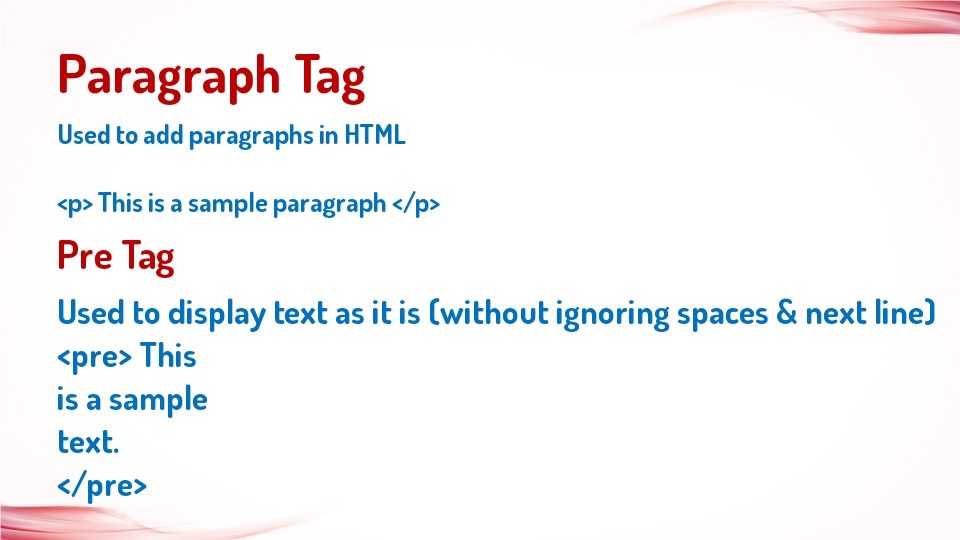 Paragraph Tag
Used to add paragraphs in HTML
<p> This is a sample paragraph </p>
Pre Tag
Used to display text as it is (without ignoring spaces & next line)
<pre> This
is a sample
text.
</pre>